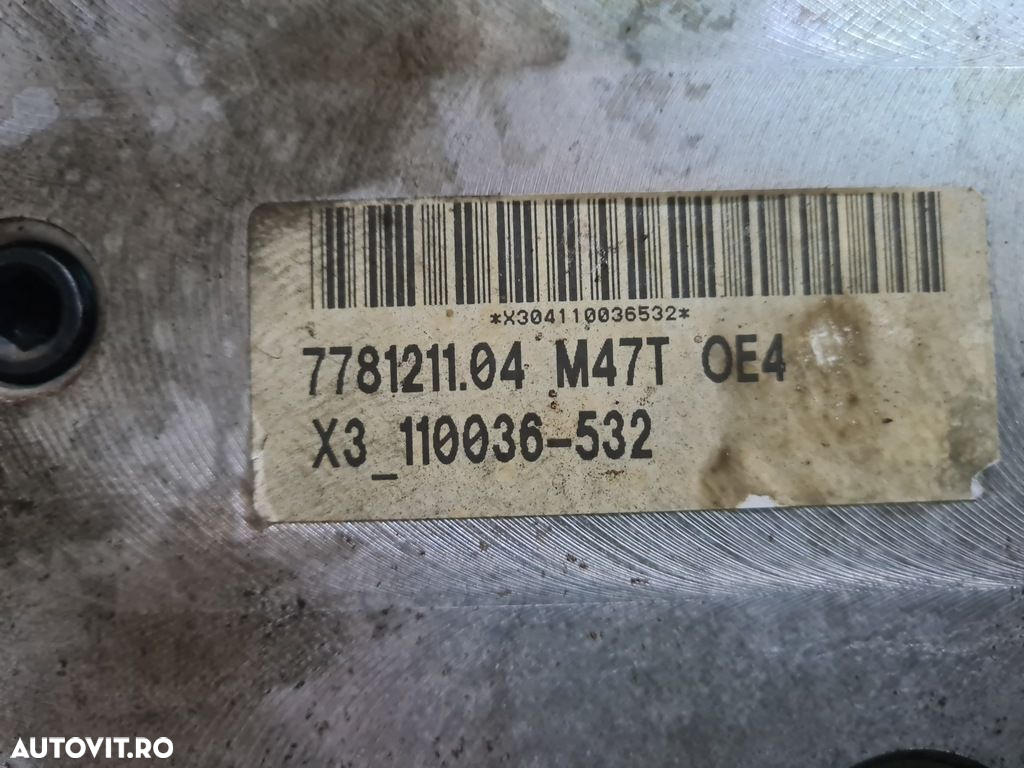 *X304110036532*
7781211.04 M47T OE4
X3_110036-532
AUTOVIT.RO